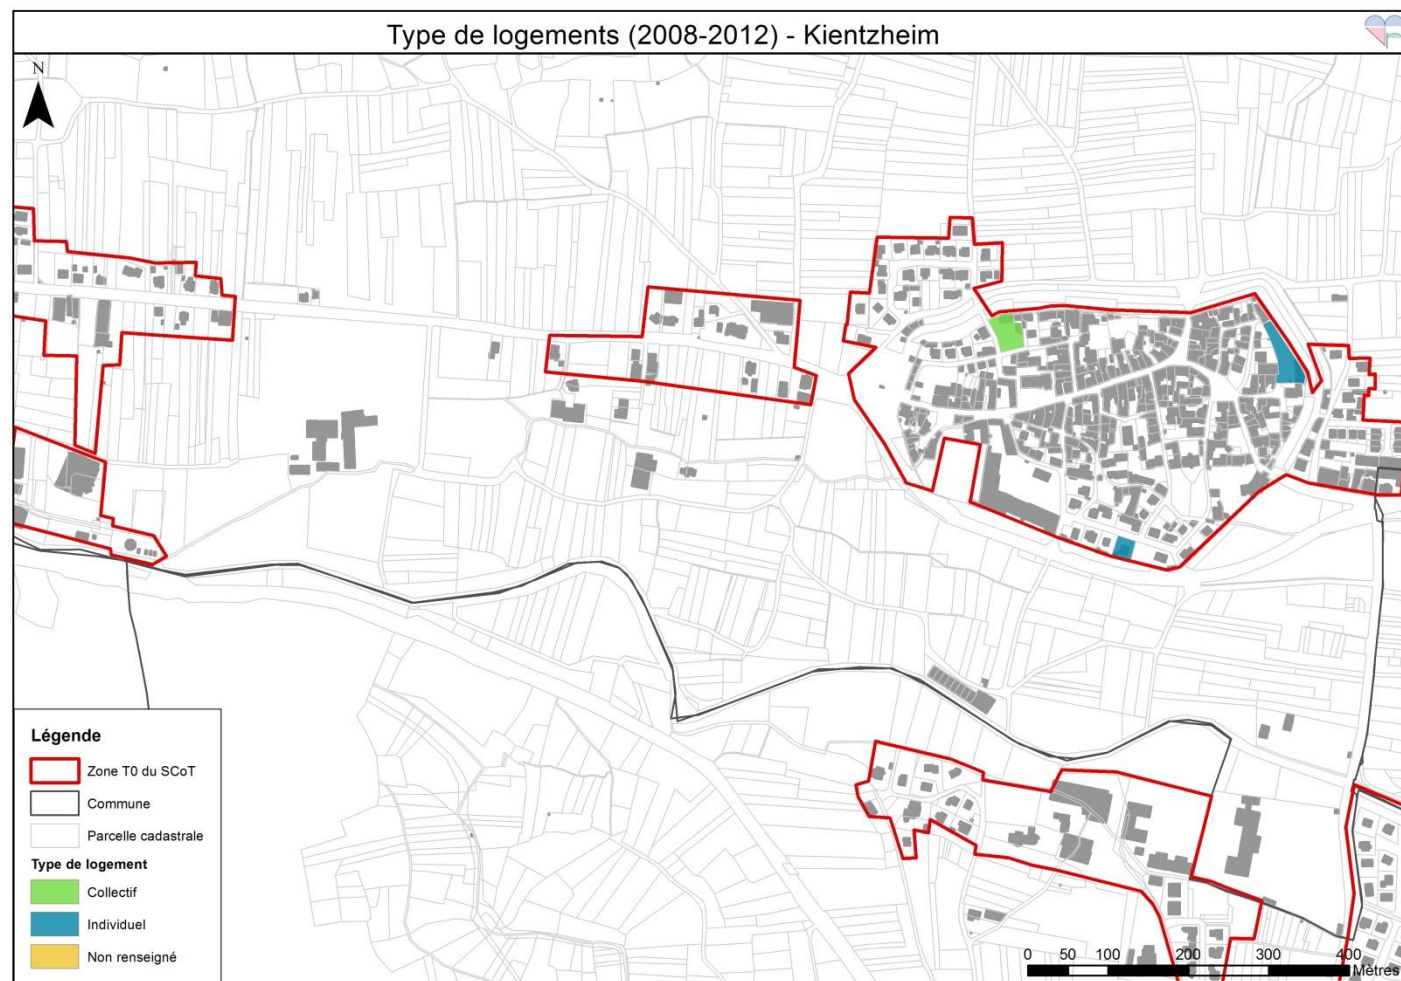 Type de logements (2008-2012) - Kientzheim
N
Légende
Zone T0 du SCoT
Commune
Parcelle cadastrale
Type de logement
Collectif
Individuel
Non renseigné
0 50 100 200 300 400
Mètres